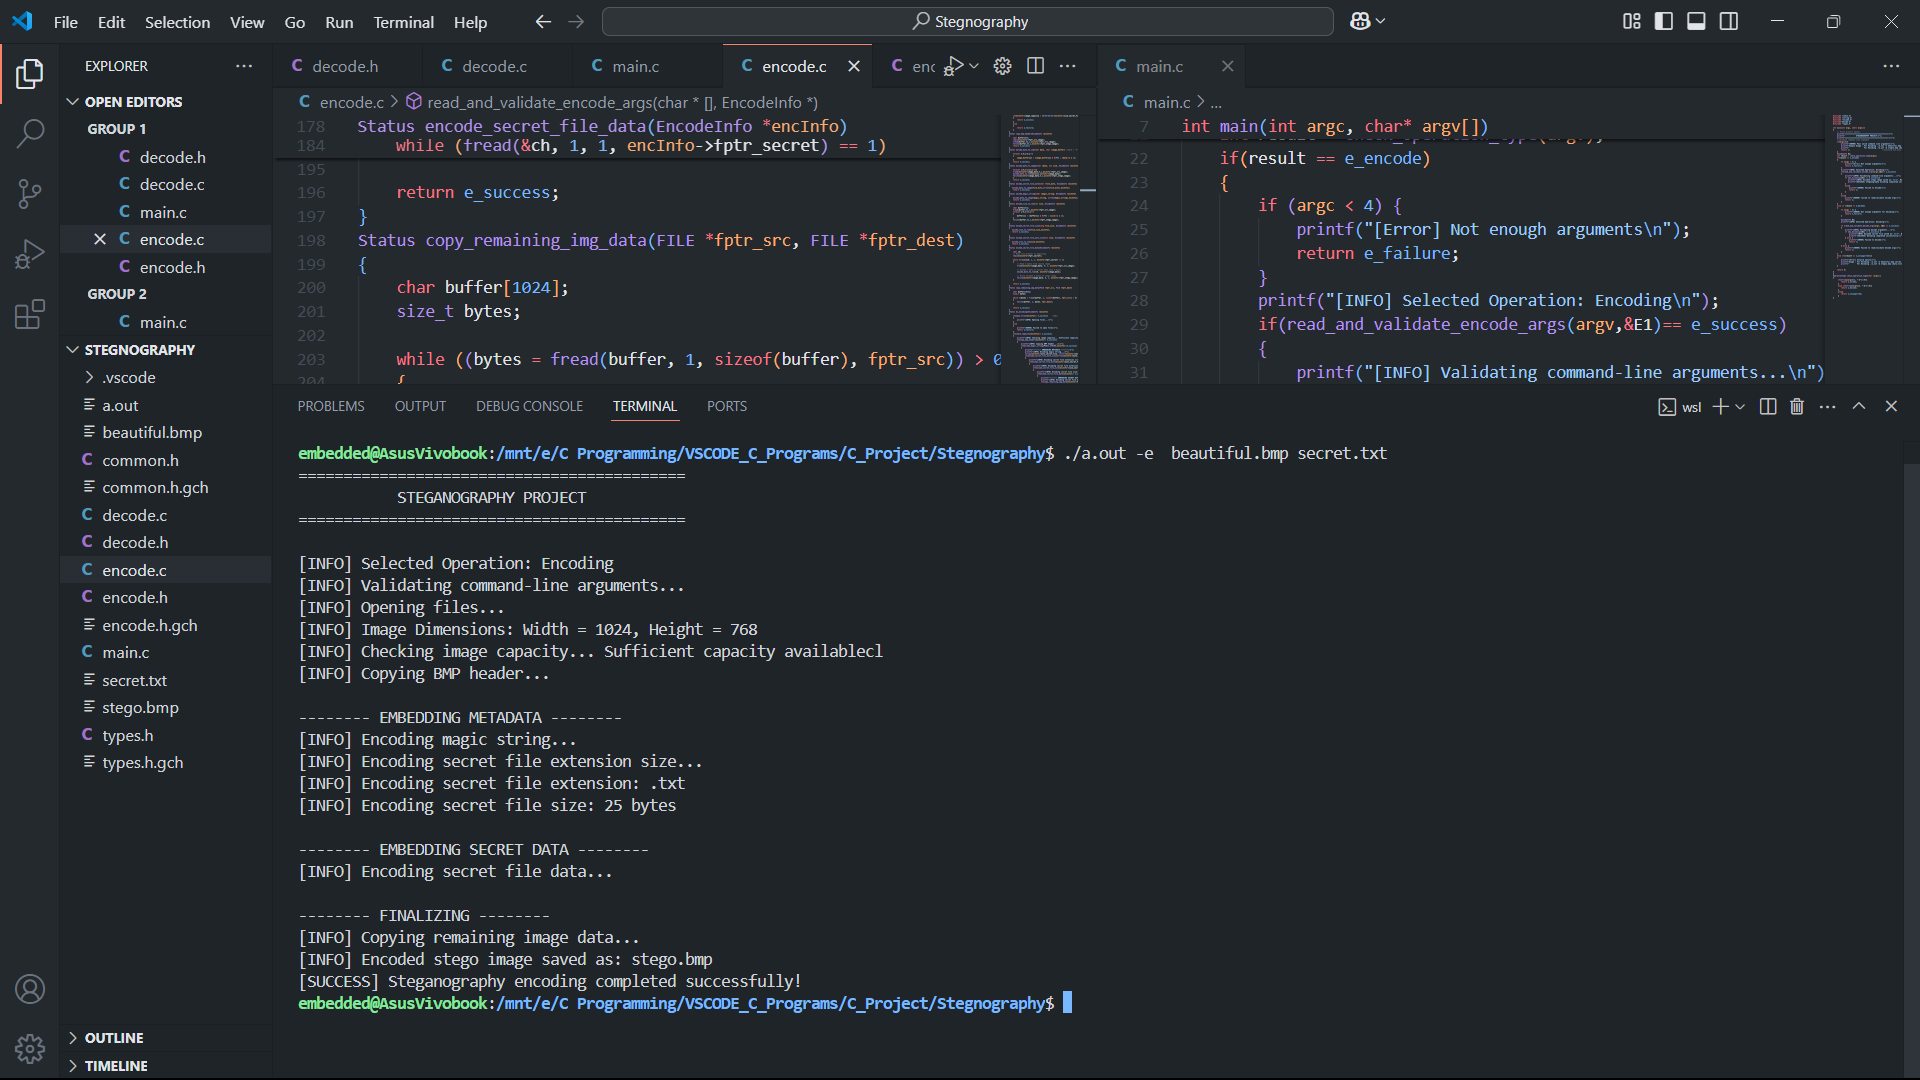 File Edit Selection View Go Run Terminal Help
Stegnography
EXPLORER
OPEN EDITORS
GROUP 1
C decode.h
C decode.c
C main.c
C encode.c
C encode.h
GROUP 2
C main.c
STEGNOGRAPHY
.vscode
a.out
beautiful.bmp
C common.h
common.h.gch
C decode.c
C decode.h
C encode.c
C encode.h
encode.h.gch
C main.c
secret.txt
stego.bmp
C types.h
types.h.gch
OUTLINE
TIMELINE
C decode.h C decode.c C main.c C encode.c C enc
C encode.c > read_and_validate_encode_args(char * [], EncodeInfo *)
178 Status encode_secret_file_data(EncodeInfo *encInfo)
184 while (fread(&ch, 1, 1, encInfo->fptr_secret) == 1)
195
196 return e_success;
197 }
198 Status copy_remaining_img_data(FILE *fptr_src, FILE *fptr_dest)
199 {
200 char buffer[1024];
201 size_t bytes;
202
203 while ((bytes = fread(buffer, 1, sizeof(buffer), fptr_src)) > 0
204 {
C main.c
C main.c > ...
7 int main(int argc, char* argv[])
22 if(result == e_encode)
23 {
24 if (argc < 4) {
25 printf("[Error] Not enough arguments\n");
26 return e_failure;
27 }
28 printf("[INFO] Selected Operation: Encoding\n");
29 if(read_and_validate_encode_args(argv,&E1)== e_success)
30 {
31 printf("[INFO] Validating command-line arguments...\n")
PROBLEMS OUTPUT DEBUG CONSOLE TERMINAL PORTS
wsl
embedded@AsusVivobook:/mnt/e/C Programming/VSCODE_C_Programs/C_Project/Stegnography$ ./a.out -e  beautiful.bmp secret.txt
===========================================
STEGANOGRAPHY PROJECT
===========================================
[INFO] Selected Operation: Encoding
[INFO] Validating command-line arguments...
[INFO] Opening files...
[INFO] Image Dimensions: Width = 1024, Height = 768
[INFO] Checking image capacity... Sufficient capacity availablecl
[INFO] Copying BMP header...
-------- EMBEDDING METADATA --------
[INFO] Encoding magic string...
[INFO] Encoding secret file extension size...
[INFO] Encoding secret file extension: .txt
[INFO] Encoding secret file size: 25 bytes
-------- EMBEDDING SECRET DATA --------
[INFO] Encoding secret file data...
-------- FINALIZING --------
[INFO] Copying remaining image data...
[INFO] Encoded stego image saved as: stego.bmp
[SUCCESS] Steganography encoding completed successfully!
embedded@AsusVivobook:/mnt/e/C Programming/VSCODE_C_Programs/C_Project/Stegnography$